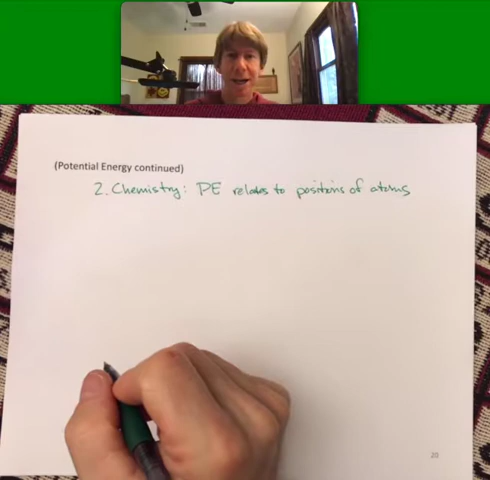 (Potential Energy continued)
2. Chemistry: PE relates to positions of atoms
20